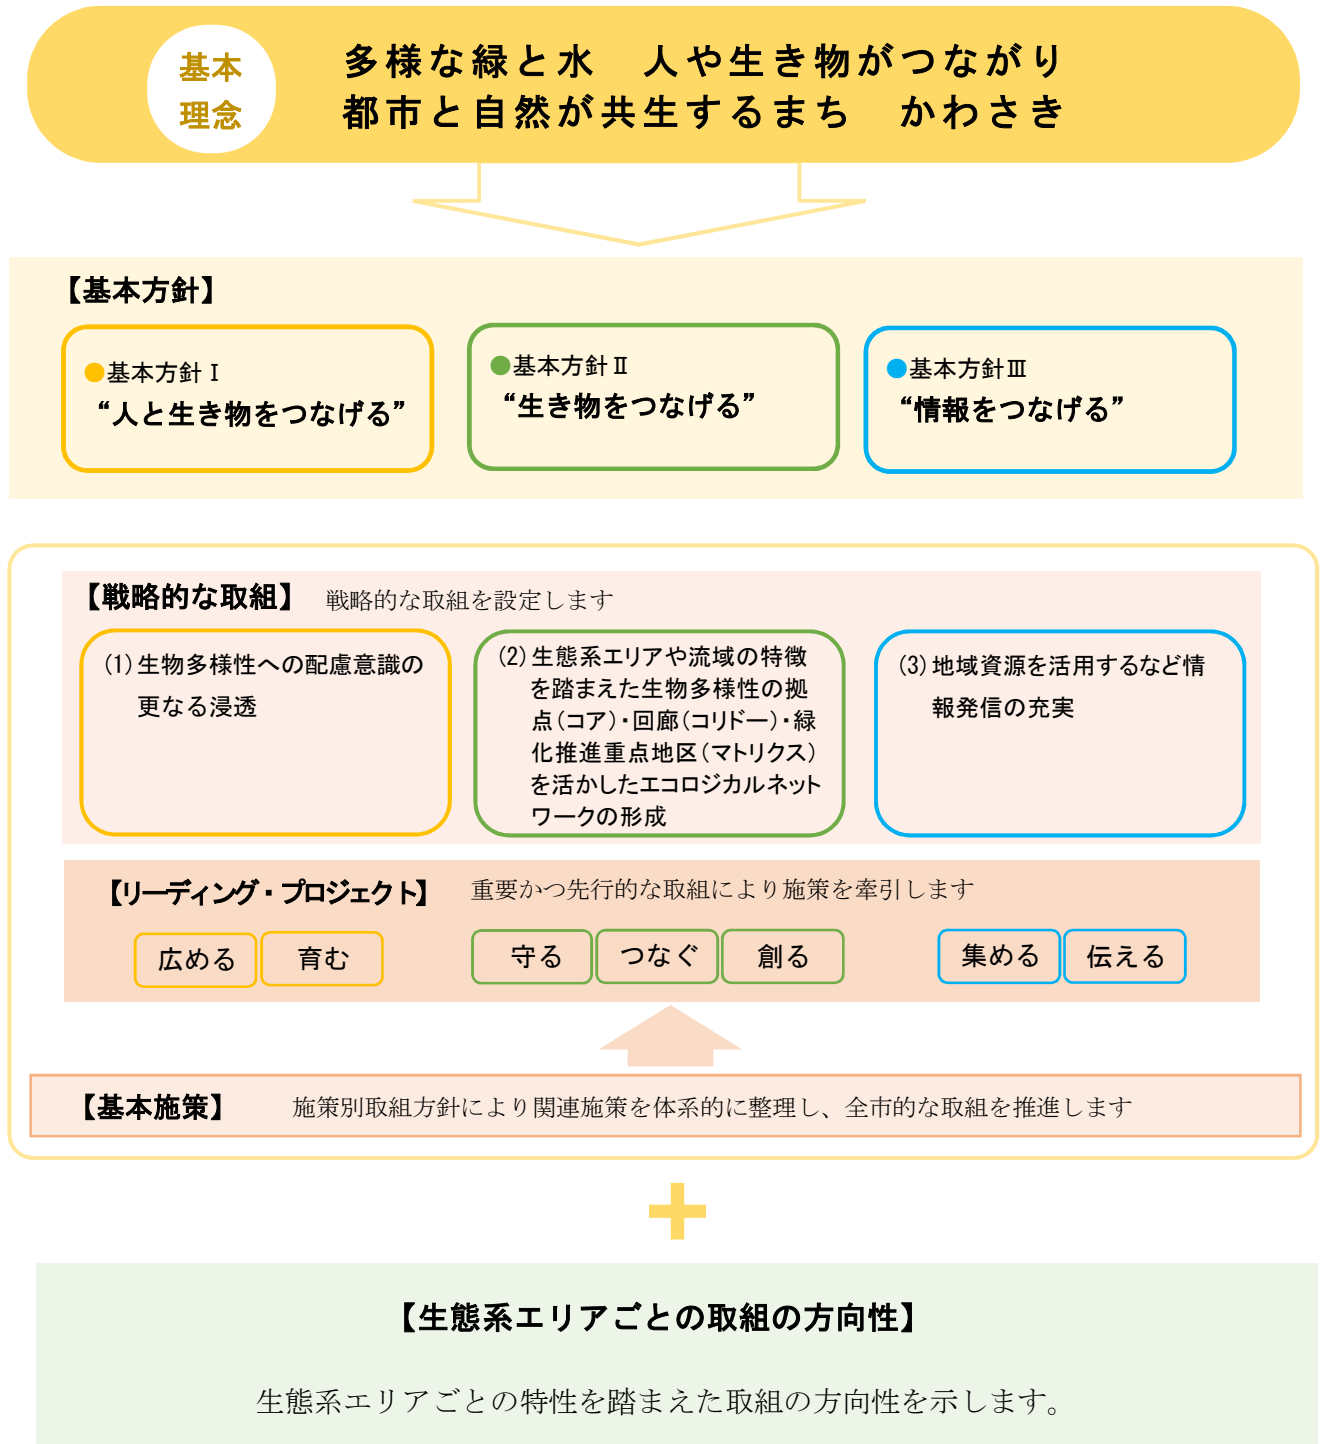 基本
理念
多様な緑と水　人や生き物がつながり
都市と自然が共生するまち　かわさき
【基本方針】
●基本方針Ⅰ
“人と生き物をつなげる”
●基本方針Ⅱ
“生き物をつなげる”
●基本方針Ⅲ
“情報をつなげる”
【戦略的な取組】　戦略的な取組を設定します
(1)生物多様性への配慮意識の
更なる浸透
(2)生態系エリアや流域の特徴
を踏まえた生物多様性の拠
点(コア)・回廊(コリドー)・緑
化推進重点地区(マトリクス)
を活かしたエコロジカルネット
ワークの形成
(3)地域資源を活用するなど情
報発信の充実
【リーディング・プロジェクト】　重要かつ先行的な取組により施策を牽引します
広める　育む　守る　つなぐ　創る　集める　伝える
【基本施策】　施策別取組方針により関連施策を体系的に整理し、全市的な取組を推進します
【生態系エリアごとの取組の方向性】
生態系エリアごとの特性を踏まえた取組の方向性を示します。